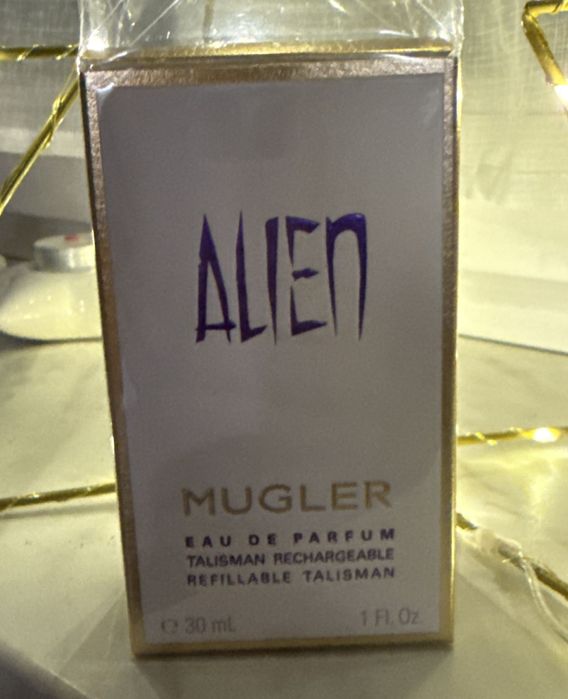 ALIEN
MUGLER
EAU DE PARFUM
TALISMAN RECHARGEABLE
REFILLABLE TALISMAN
℮ 30 mL 1 Fl. Oz.